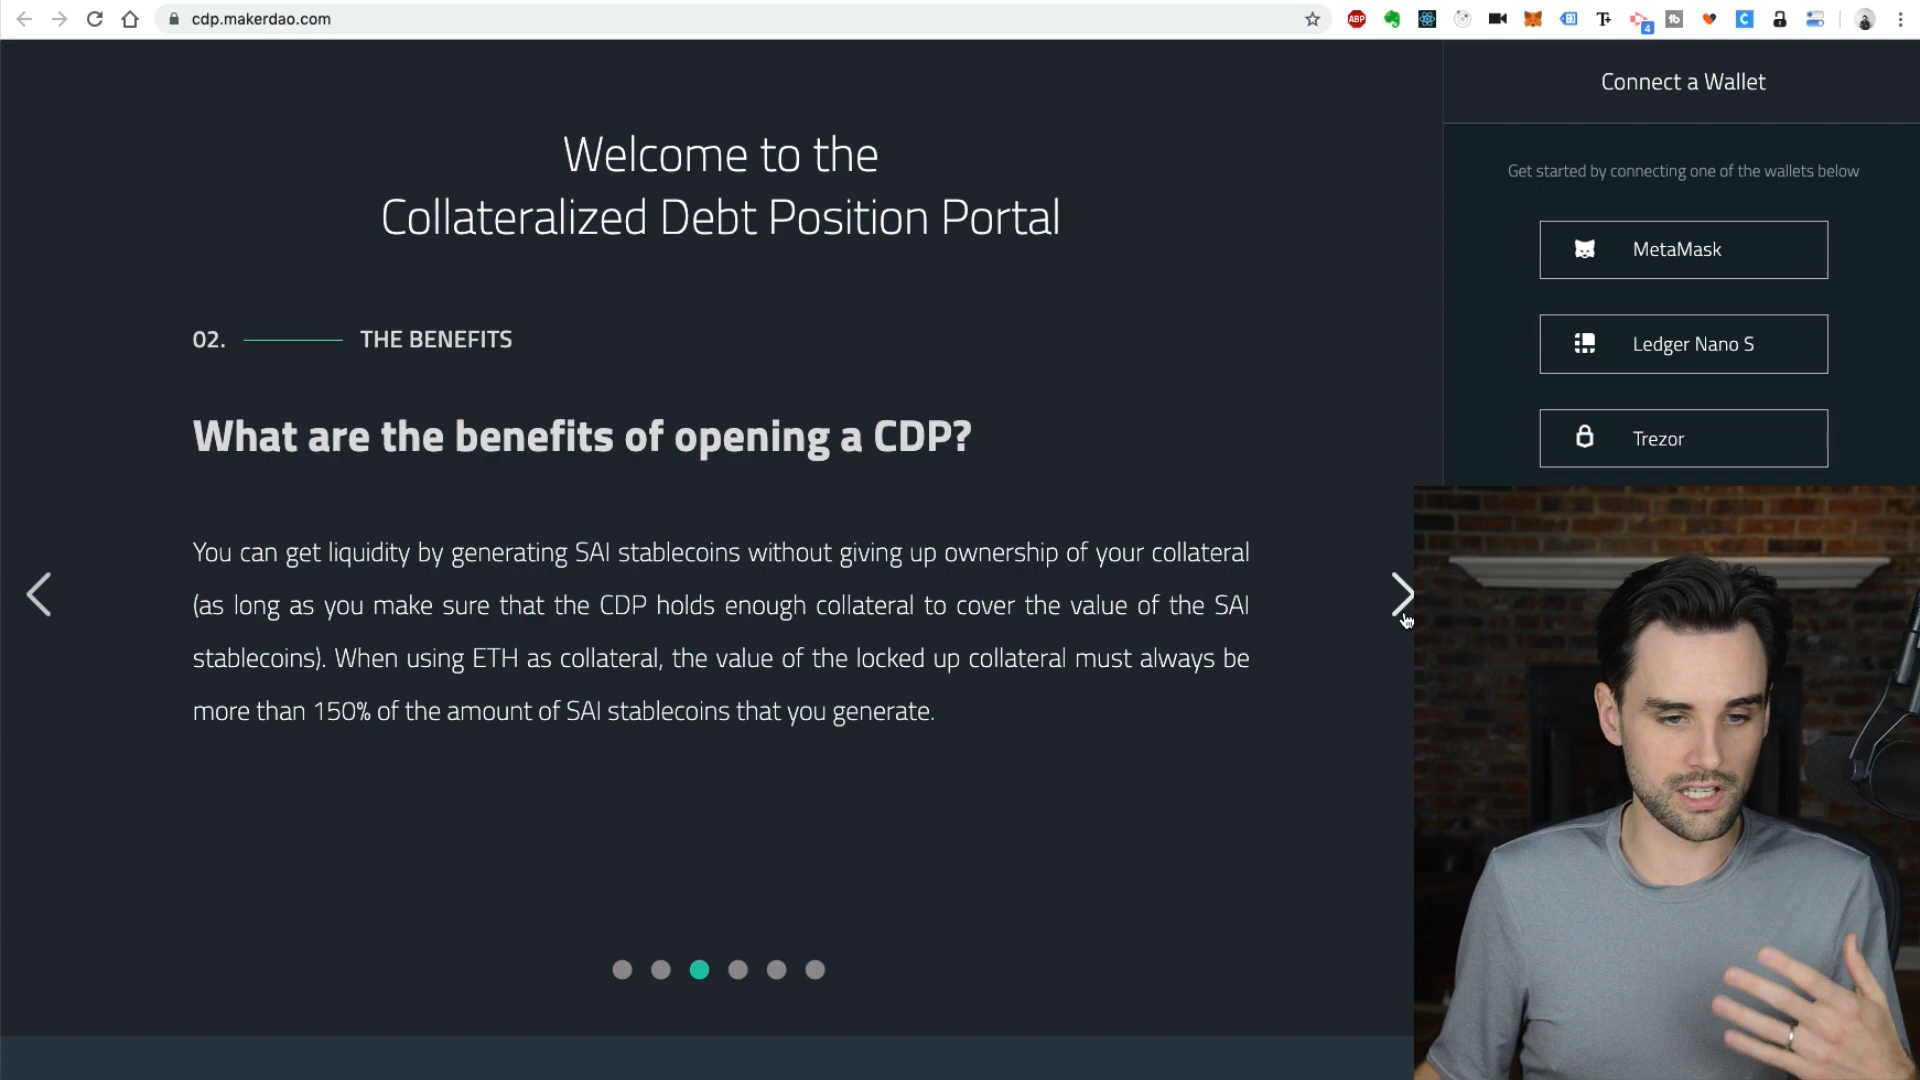 cdp.makerdao.com
ABP
4
Connect a Wallet
Welcome to the
Collateralized Debt Position Portal
Get started by connecting one of the wallets below
MetaMask
Ledger Nano S
Trezor
02. THE BENEFITS
What are the benefits of opening a CDP?
You can get liquidity by generating SAI stablecoins without giving up ownership of your collateral
(as long as you make sure that the CDP holds enough collateral to cover the value of the SAI
stablecoins). When using ETH as collateral, the value of the locked up collateral must always be
more than 150% of the amount of SAI stablecoins that you generate.